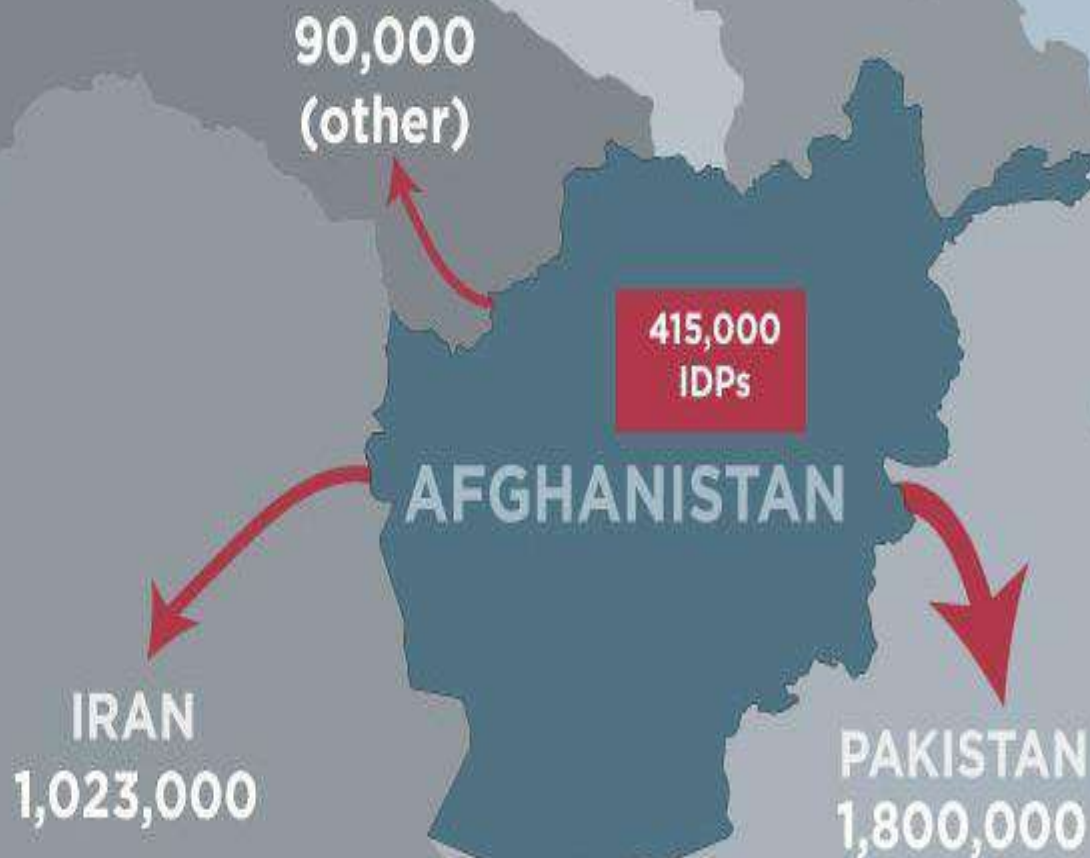 90,000
(other)
415,000
IDPs
AFGHANISTAN
IRAN
1,023,000
PAKISTAN
1,800,000